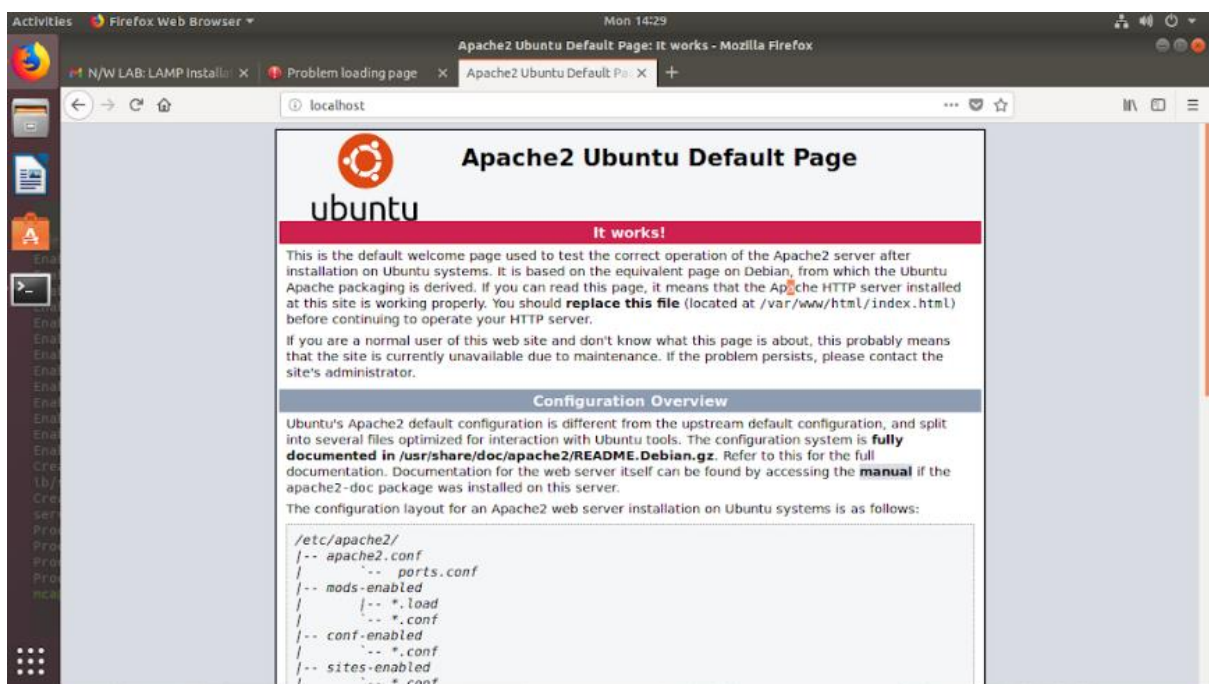 Activities Firefox Web Browser Mon 14:29
Apache2 Ubuntu Default Page: It works - Mozilla Firefox
N/W LAB: LAMP Installat Problem loading page Apache2 Ubuntu Default Pa
localhost
ubuntu
Apache2 Ubuntu Default Page
It works!
This is the default welcome page used to test the correct operation of the Apache2 server after
installation on Ubuntu systems. It is based on the equivalent page on Debian, from which the Ubuntu
Apache packaging is derived. If you can read this page, it means that the Apache HTTP server installed
at this site is working properly. You should replace this file (located at /var/www/html/index.html)
before continuing to operate your HTTP server.
If you are a normal user of this web site and don't know what this page is about, this probably means
that the site is currently unavailable due to maintenance. If the problem persists, please contact the
site's administrator.
Configuration Overview
Ubuntu's Apache2 default configuration is different from the upstream default configuration, and split
into several files optimized for interaction with Ubuntu tools. The configuration system is fully
documented in /usr/share/doc/apache2/README.Debian.gz. Refer to this for the full
documentation. Documentation for the web server itself can be found by accessing the manual if the
apache2-doc package was installed on this server.
The configuration layout for an Apache2 web server installation on Ubuntu systems is as follows:
/etc/apache2/
|-- apache2.conf
|       `-- ports.conf
|-- mods-enabled
|       |-- *.load
|       `-- *.conf
|-- conf-enabled
|       `-- *.conf
|-- sites-enabled
|       `-- *.conf